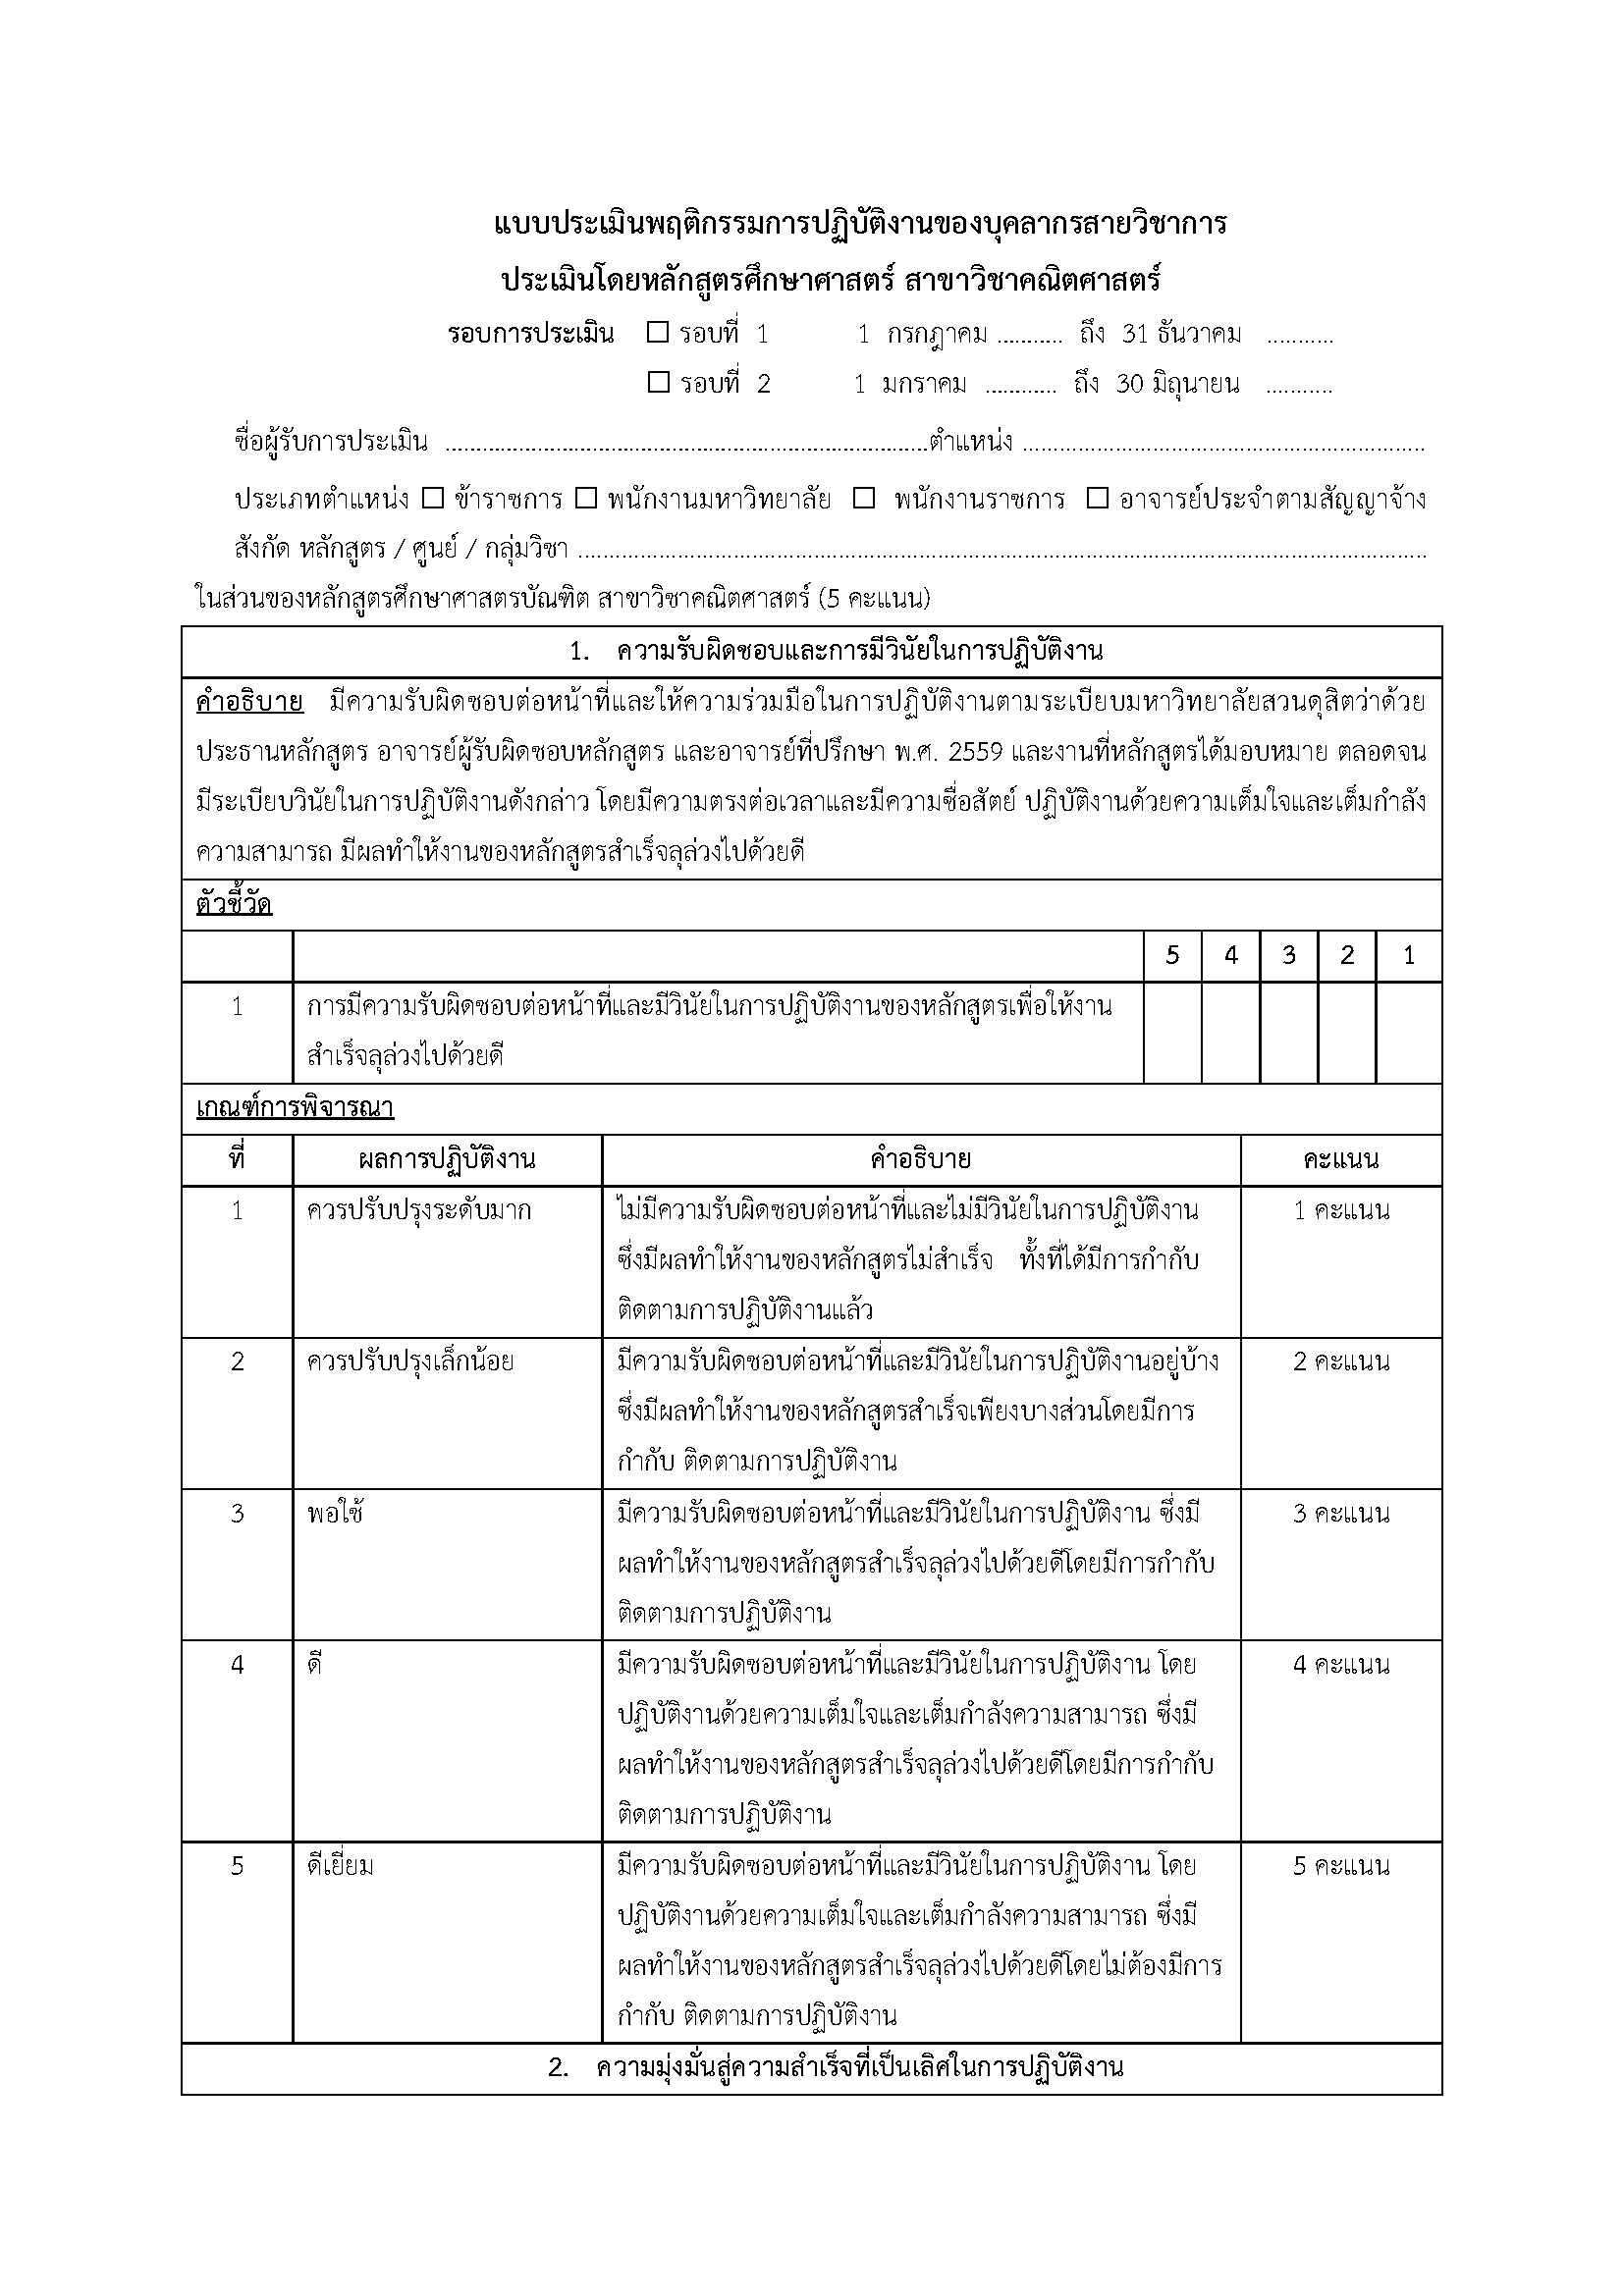 แบบประเมินพฤติกรรมการปฏิบัติงานของบุคลากรสายวิชาการ
ประเมินโดยหลักสูตรศึกษาศาสตร์ สาขาวิชาคณิตศาสตร์
รอบการประเมิน ☐ รอบที่ 1 1 กรกฎาคม ........... ถึง 31 ธันวาคม ...........
☐ รอบที่ 2 1 มกราคม ............ ถึง 30 มิถุนายน ...........
ชื่อผู้รับการประเมิน ................................................................................ตำแหน่ง ..................................................................
ประเภทตำแหน่ง ☐ ข้าราชการ ☐ พนักงานมหาวิทยาลัย ☐ พนักงานราชการ ☐ อาจารย์ประจำตามสัญญาจ้าง
สังกัด หลักสูตร / ศูนย์ / กลุ่มวิชา ............................................................................................................................................
ในส่วนของหลักสูตรศึกษาศาสตรบัณฑิต สาขาวิชาคณิตศาสตร์ (5 คะแนน)
1. ความรับผิดชอบและการมีวินัยในการปฏิบัติงาน
คำอธิบาย มีความรับผิดชอบต่อหน้าที่และให้ความร่วมมือในการปฏิบัติงานตามระเบียบมหาวิทยาลัยสวนดุสิตว่าด้วย
ประธานหลักสูตร อาจารย์ผู้รับผิดชอบหลักสูตร และอาจารย์ที่ปรึกษา พ.ศ. 2559 และงานที่หลักสูตรได้มอบหมาย ตลอดจน
มีระเบียบวินัยในการปฏิบัติงานดังกล่าว โดยมีความตรงต่อเวลาและมีความซื่อสัตย์ ปฏิบัติงานด้วยความเต็มใจและเต็มกำลัง
ความสามารถ มีผลทำให้งานของหลักสูตรสำเร็จลุล่วงไปด้วยดี
ตัวชี้วัด
5 4 3 2 1
1 การมีความรับผิดชอบต่อหน้าที่และมีวินัยในการปฏิบัติงานของหลักสูตรเพื่อให้งาน
สำเร็จลุล่วงไปด้วยดี
เกณฑ์การพิจารณา
ที่ ผลการปฏิบัติงาน คำอธิบาย คะแนน
1 ควรปรับปรุงระดับมาก ไม่มีความรับผิดชอบต่อหน้าที่และไม่มีวินัยในการปฏิบัติงาน 1 คะแนน
ซึ่งมีผลทำให้งานของหลักสูตรไม่สำเร็จ ทั้งที่ได้มีการกำกับ
ติดตามการปฏิบัติงานแล้ว
2 ควรปรับปรุงเล็กน้อย มีความรับผิดชอบต่อหน้าที่และมีวินัยในการปฏิบัติงานอยู่บ้าง 2 คะแนน
ซึ่งมีผลทำให้งานของหลักสูตรสำเร็จเพียงบางส่วนโดยมีการ
กำกับ ติดตามการปฏิบัติงาน
3 พอใช้ มีความรับผิดชอบต่อหน้าที่และมีวินัยในการปฏิบัติงาน ซึ่งมี 3 คะแนน
ผลทำให้งานของหลักสูตรสำเร็จลุล่วงไปด้วยดีโดยมีการกำกับ
ติดตามการปฏิบัติงาน
4 ดี มีความรับผิดชอบต่อหน้าที่และมีวินัยในการปฏิบัติงาน โดย 4 คะแนน
ปฏิบัติงานด้วยความเต็มใจและเต็มกำลังความสามารถ ซึ่งมี
ผลทำให้งานของหลักสูตรสำเร็จลุล่วงไปด้วยดีโดยมีการกำกับ
ติดตามการปฏิบัติงาน
5 ดีเยี่ยม มีความรับผิดชอบต่อหน้าที่และมีวินัยในการปฏิบัติงาน โดย 5 คะแนน
ปฏิบัติงานด้วยความเต็มใจและเต็มกำลังความสามารถ ซึ่งมี
ผลทำให้งานของหลักสูตรสำเร็จลุล่วงไปด้วยดีโดยไม่ต้องมีการ
กำกับ ติดตามการปฏิบัติงาน
2. ความมุ่งมั่นสู่ความสำเร็จที่เป็นเลิศในการปฏิบัติงาน